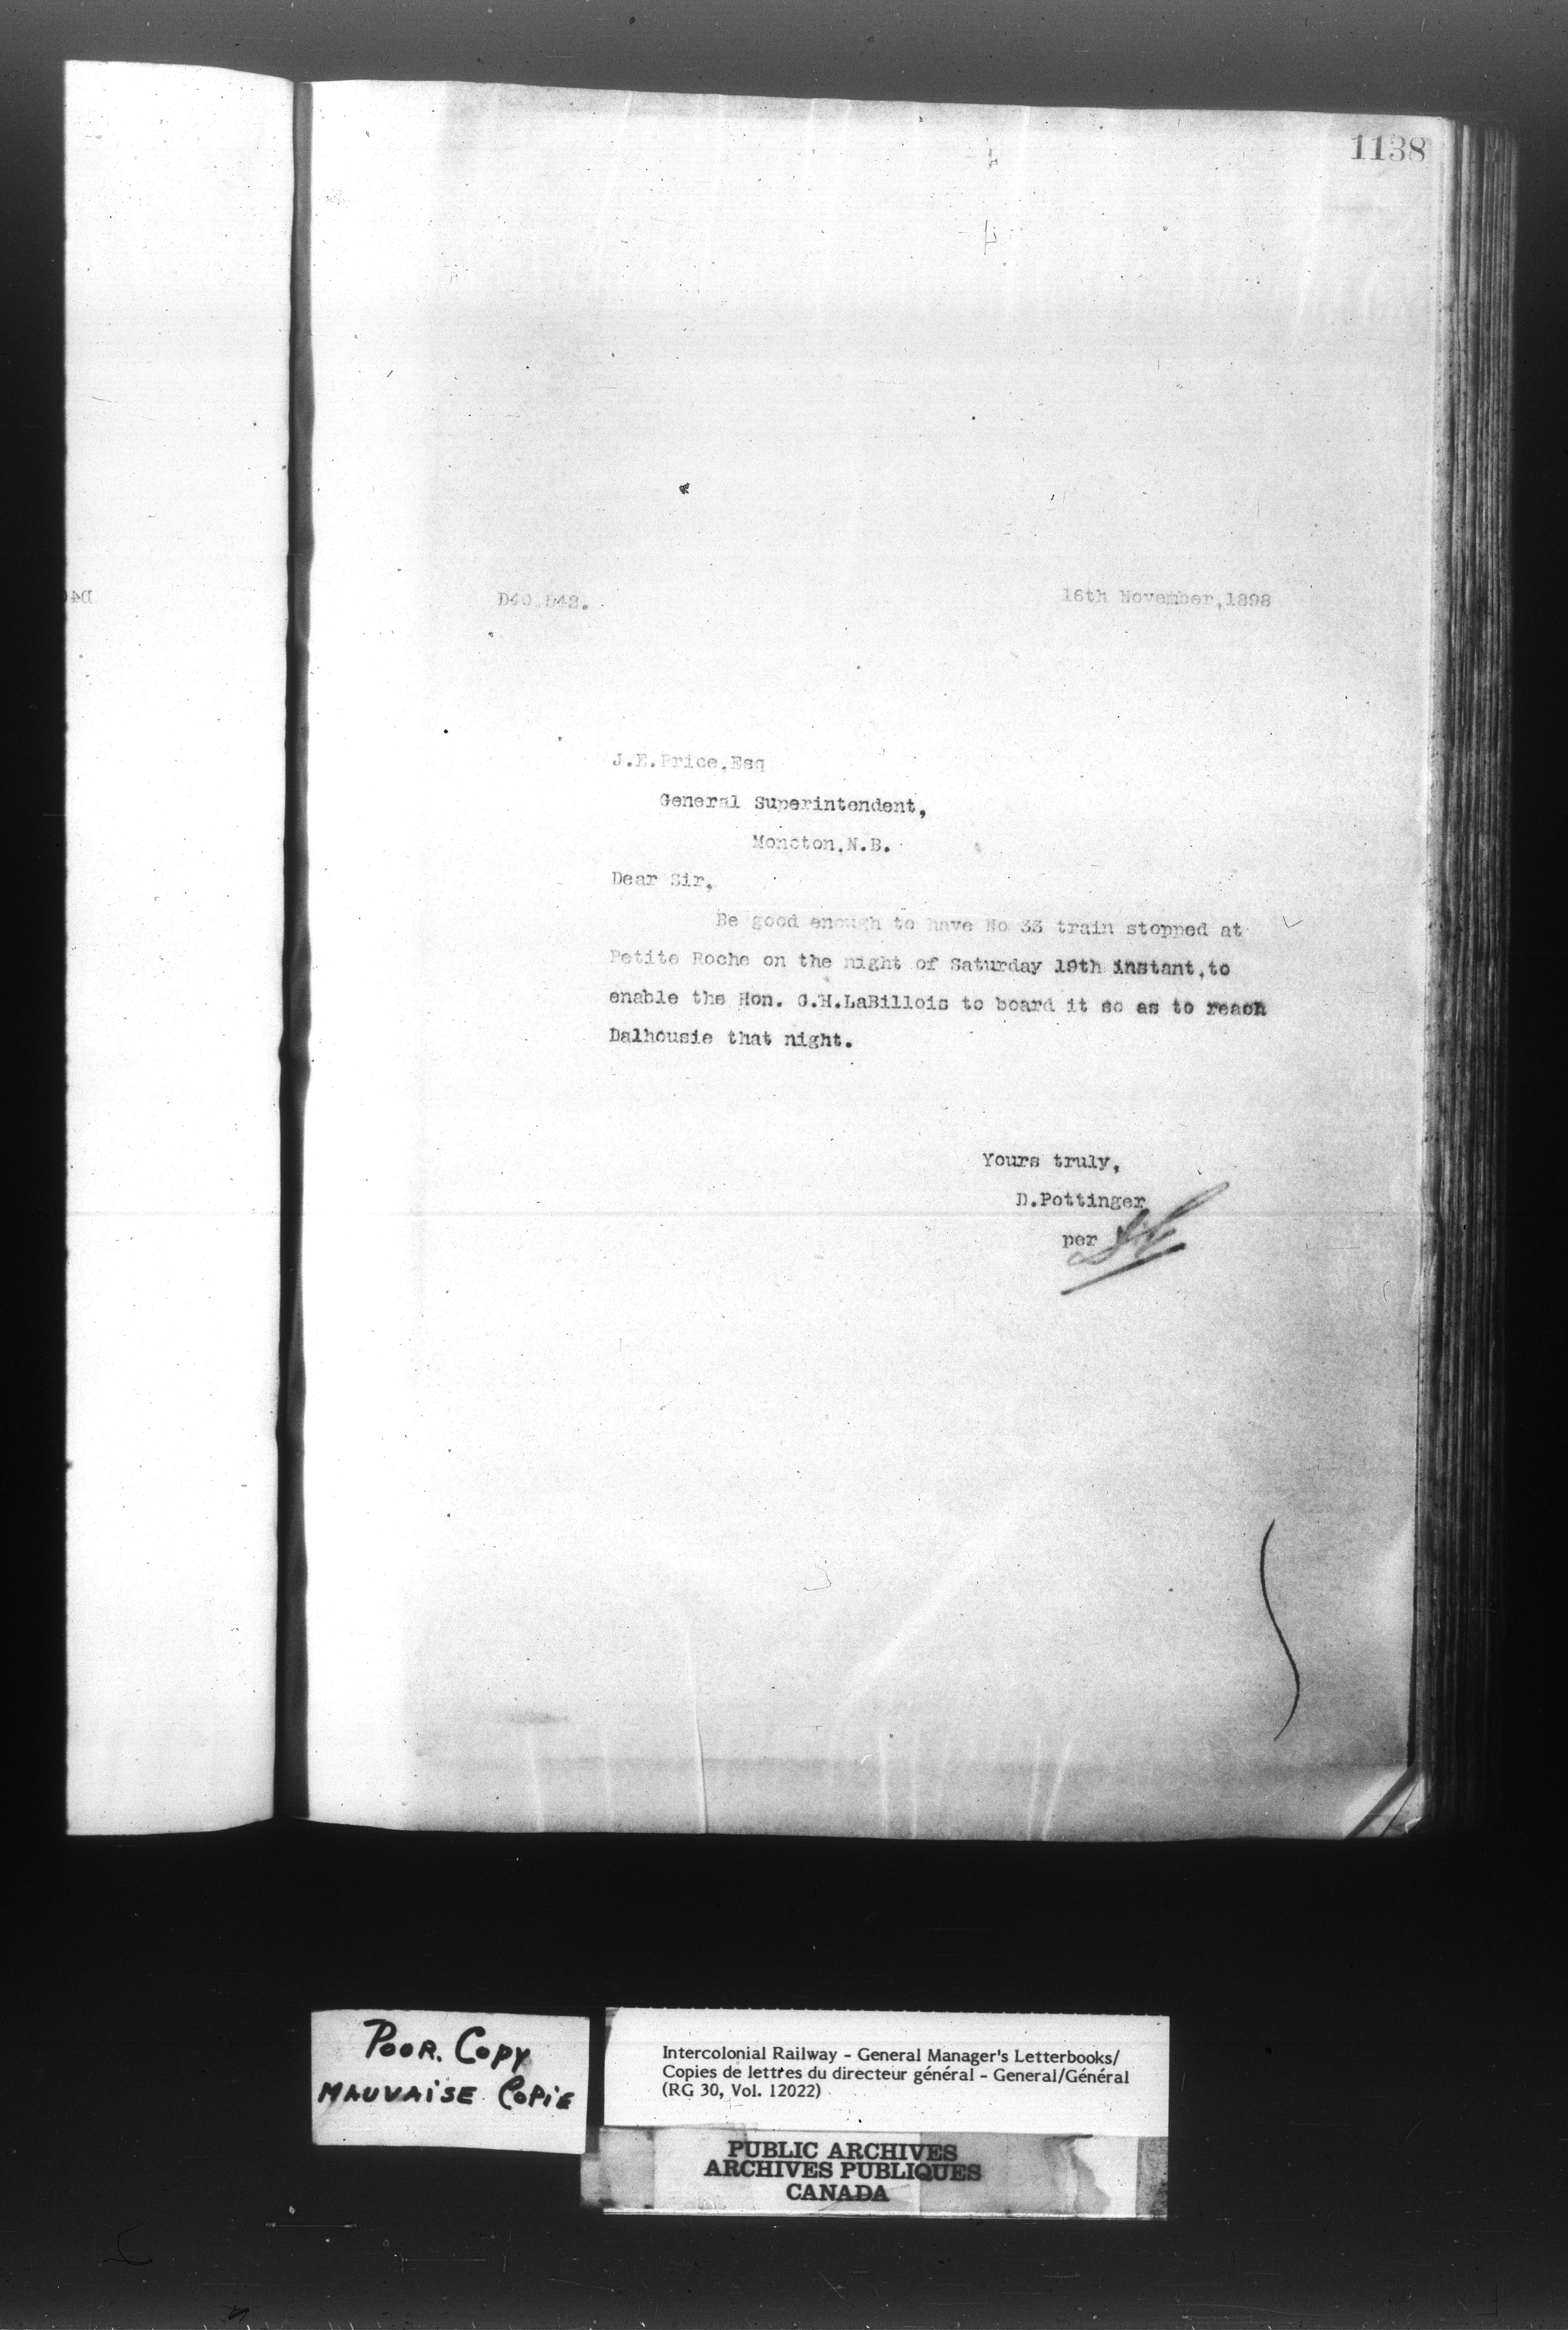 1138
D40.D42.
16th November,1898
J.E.Price,Esq
General Superintendent,
Moncton,N.B.
Dear Sir,
Be good enough to have No 33 train stopped at
Petite Roche on the night of Saturday 19th instant,to
enable the Hon. C.H.LaBillois to board it so as to reach
Dalhousie that night.
Yours truly,
D.Pottinger
per
POOR. COPY
MAUVAISE COPIE
Intercolonial Railway - General Manager's Letterbooks/
Copies de lettres du directeur général - General/Général
(RG 30, Vol. 12022)
PUBLIC ARCHIVES
ARCHIVES PUBLIQUES
CANADA